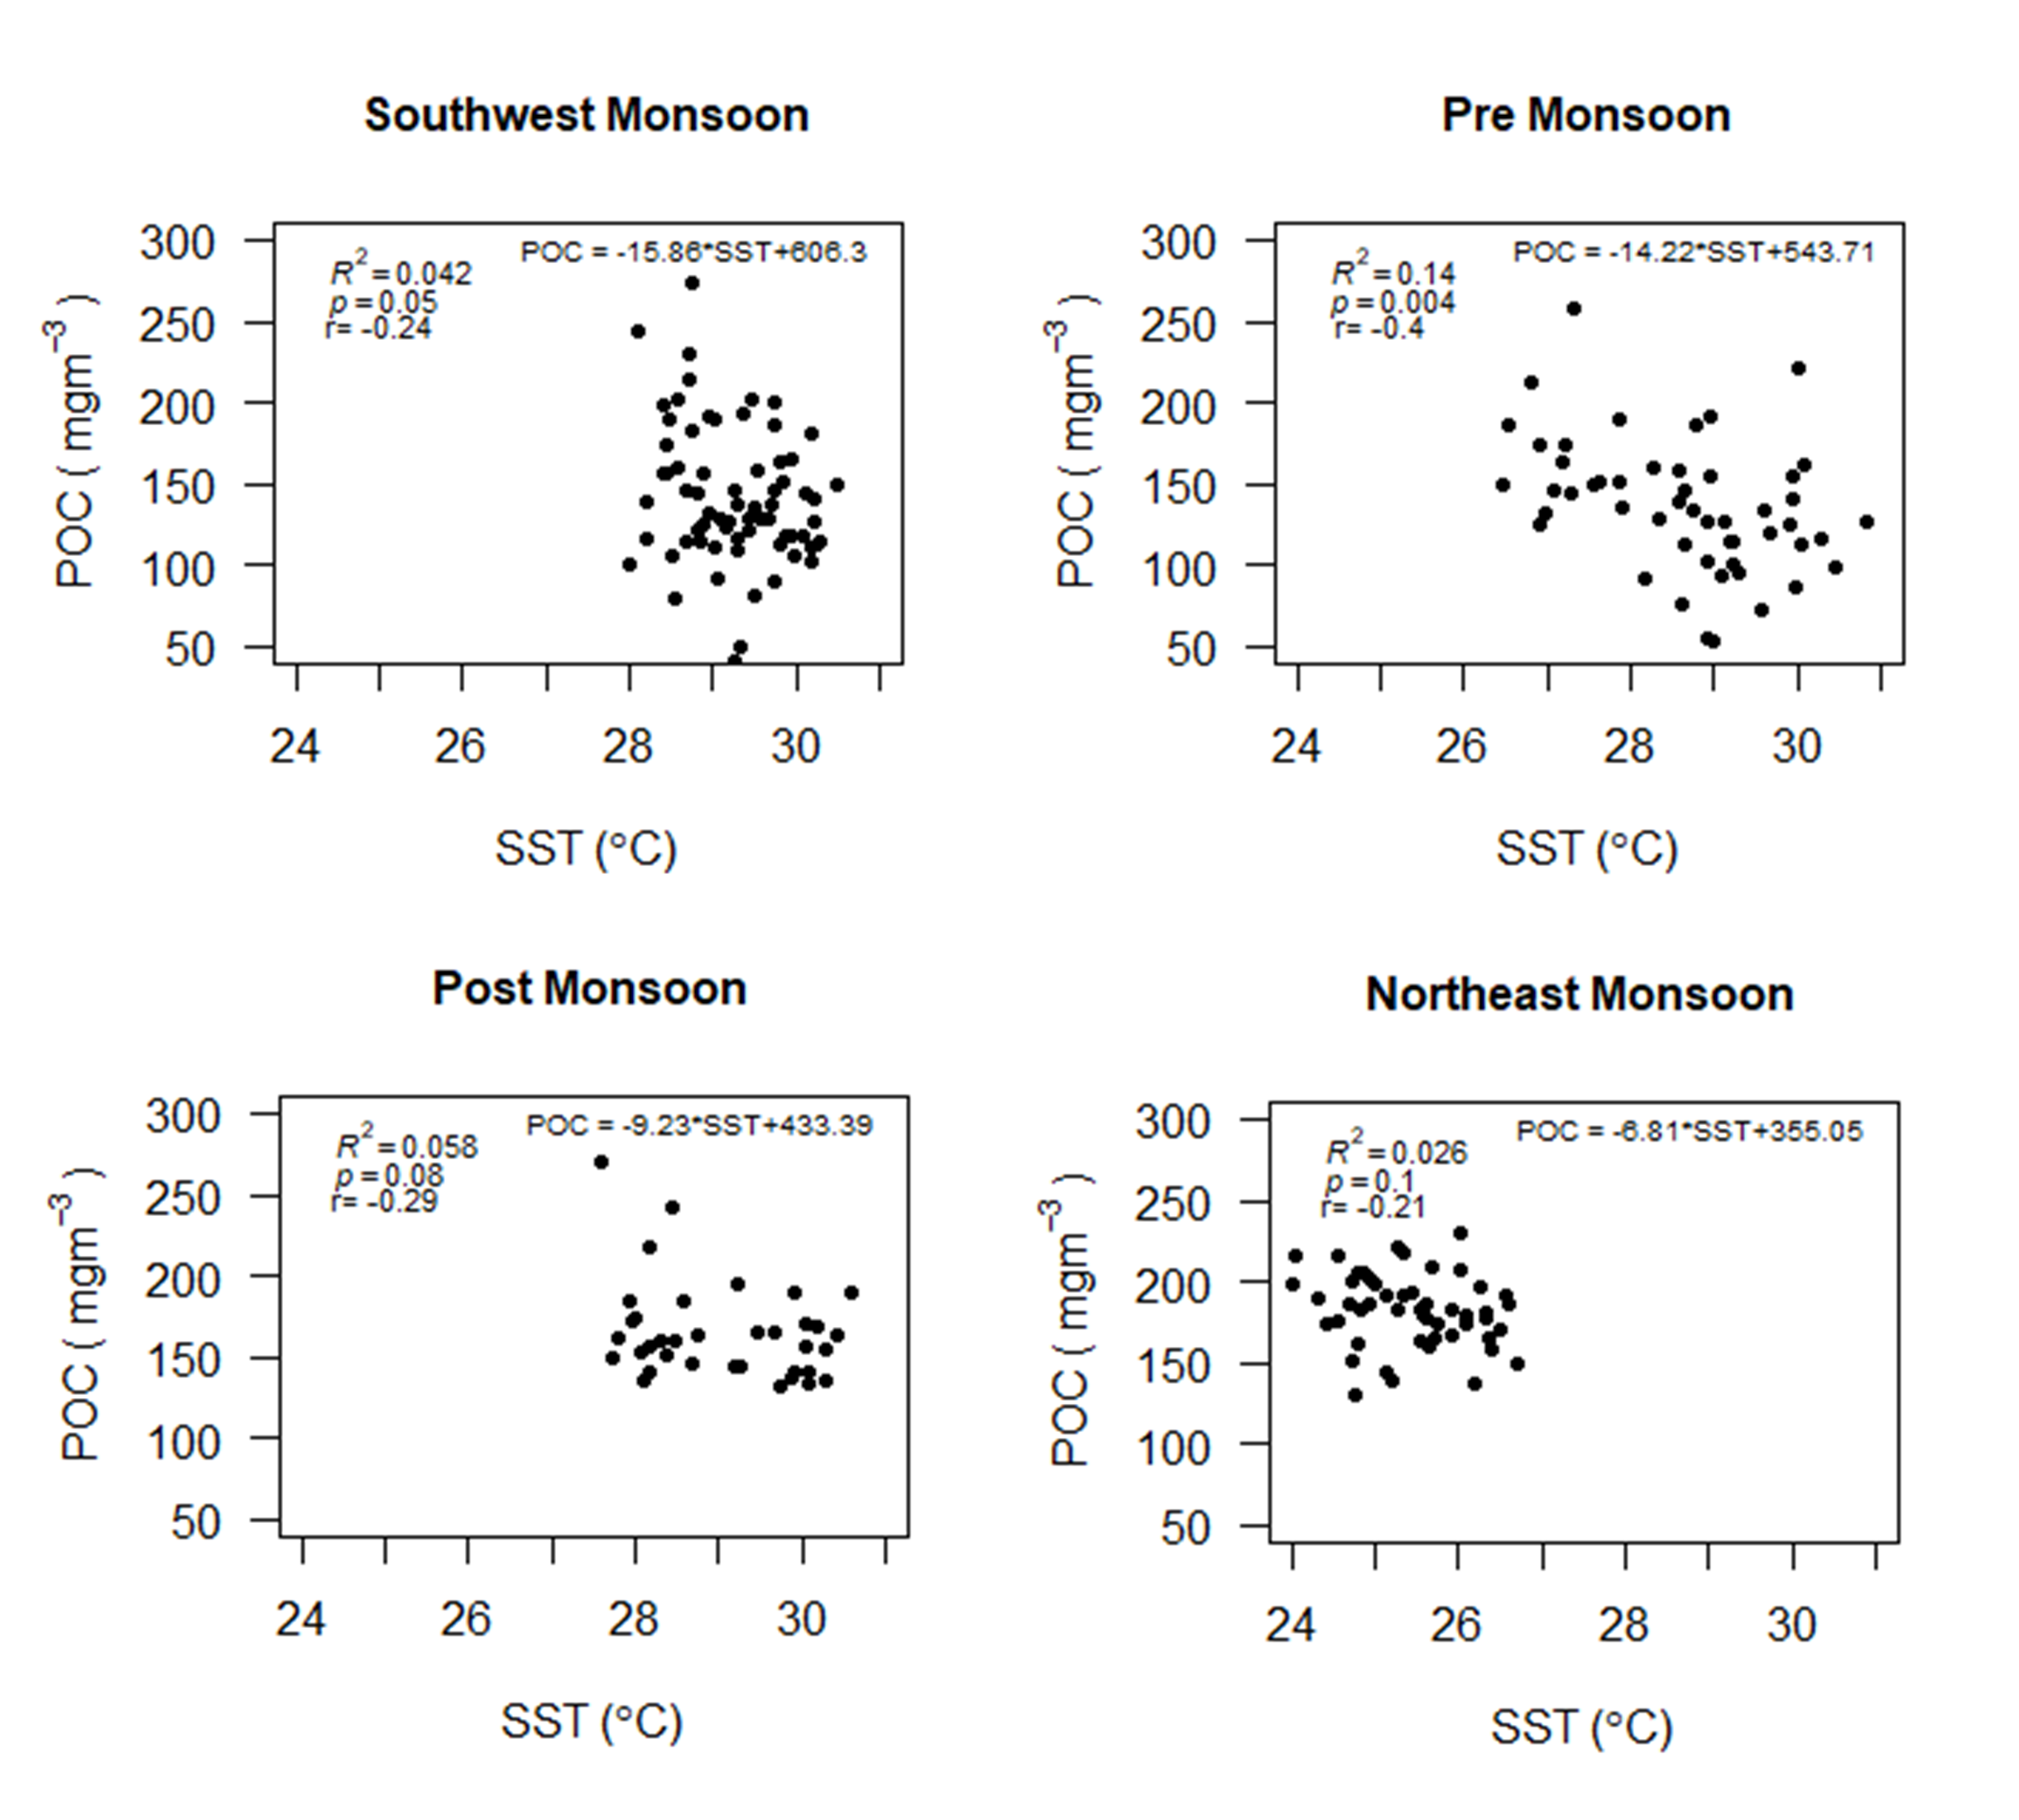 Southwest Monsoon
POC = -15.86*SST+606.3
R2 = 0.042
p = 0.05
r= -0.24
300
250
200
150
100
50
POC ( mgm−3 )
24 26 28 30
SST (°C)
Pre Monsoon
POC = -14.22*SST+543.71
R2 = 0.14
p = 0.004
r= -0.4
300
250
200
150
100
50
POC ( mgm−3 )
24 26 28 30
SST (°C)
Post Monsoon
POC = -9.23*SST+433.39
R2 = 0.058
p = 0.08
r= -0.29
300
250
200
150
100
50
POC ( mgm−3 )
24 26 28 30
SST (°C)
Northeast Monsoon
POC = -6.81*SST+355.05
R2 = 0.026
p = 0.1
r= -0.21
300
250
200
150
100
50
POC ( mgm−3 )
24 26 28 30
SST (°C)